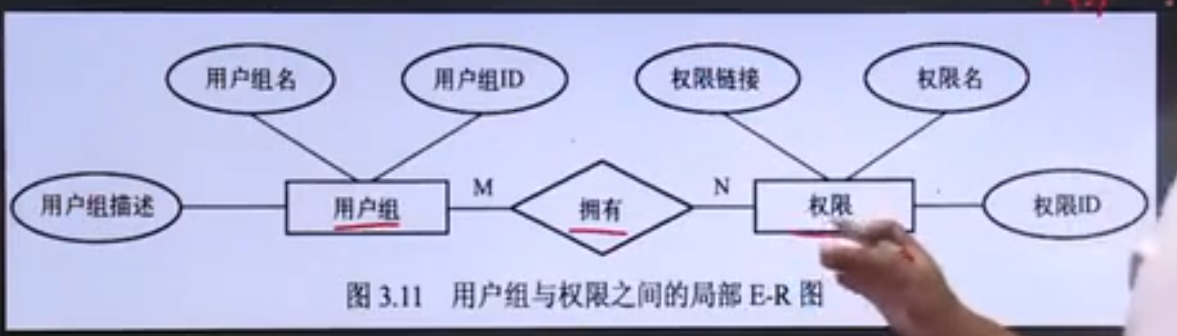 用户组名
用户组ID
权限链接
权限名
用户组描述
用户组
M
拥有
N
权限
权限ID
图 3.11 用户组与权限之间的局部 E-R 图